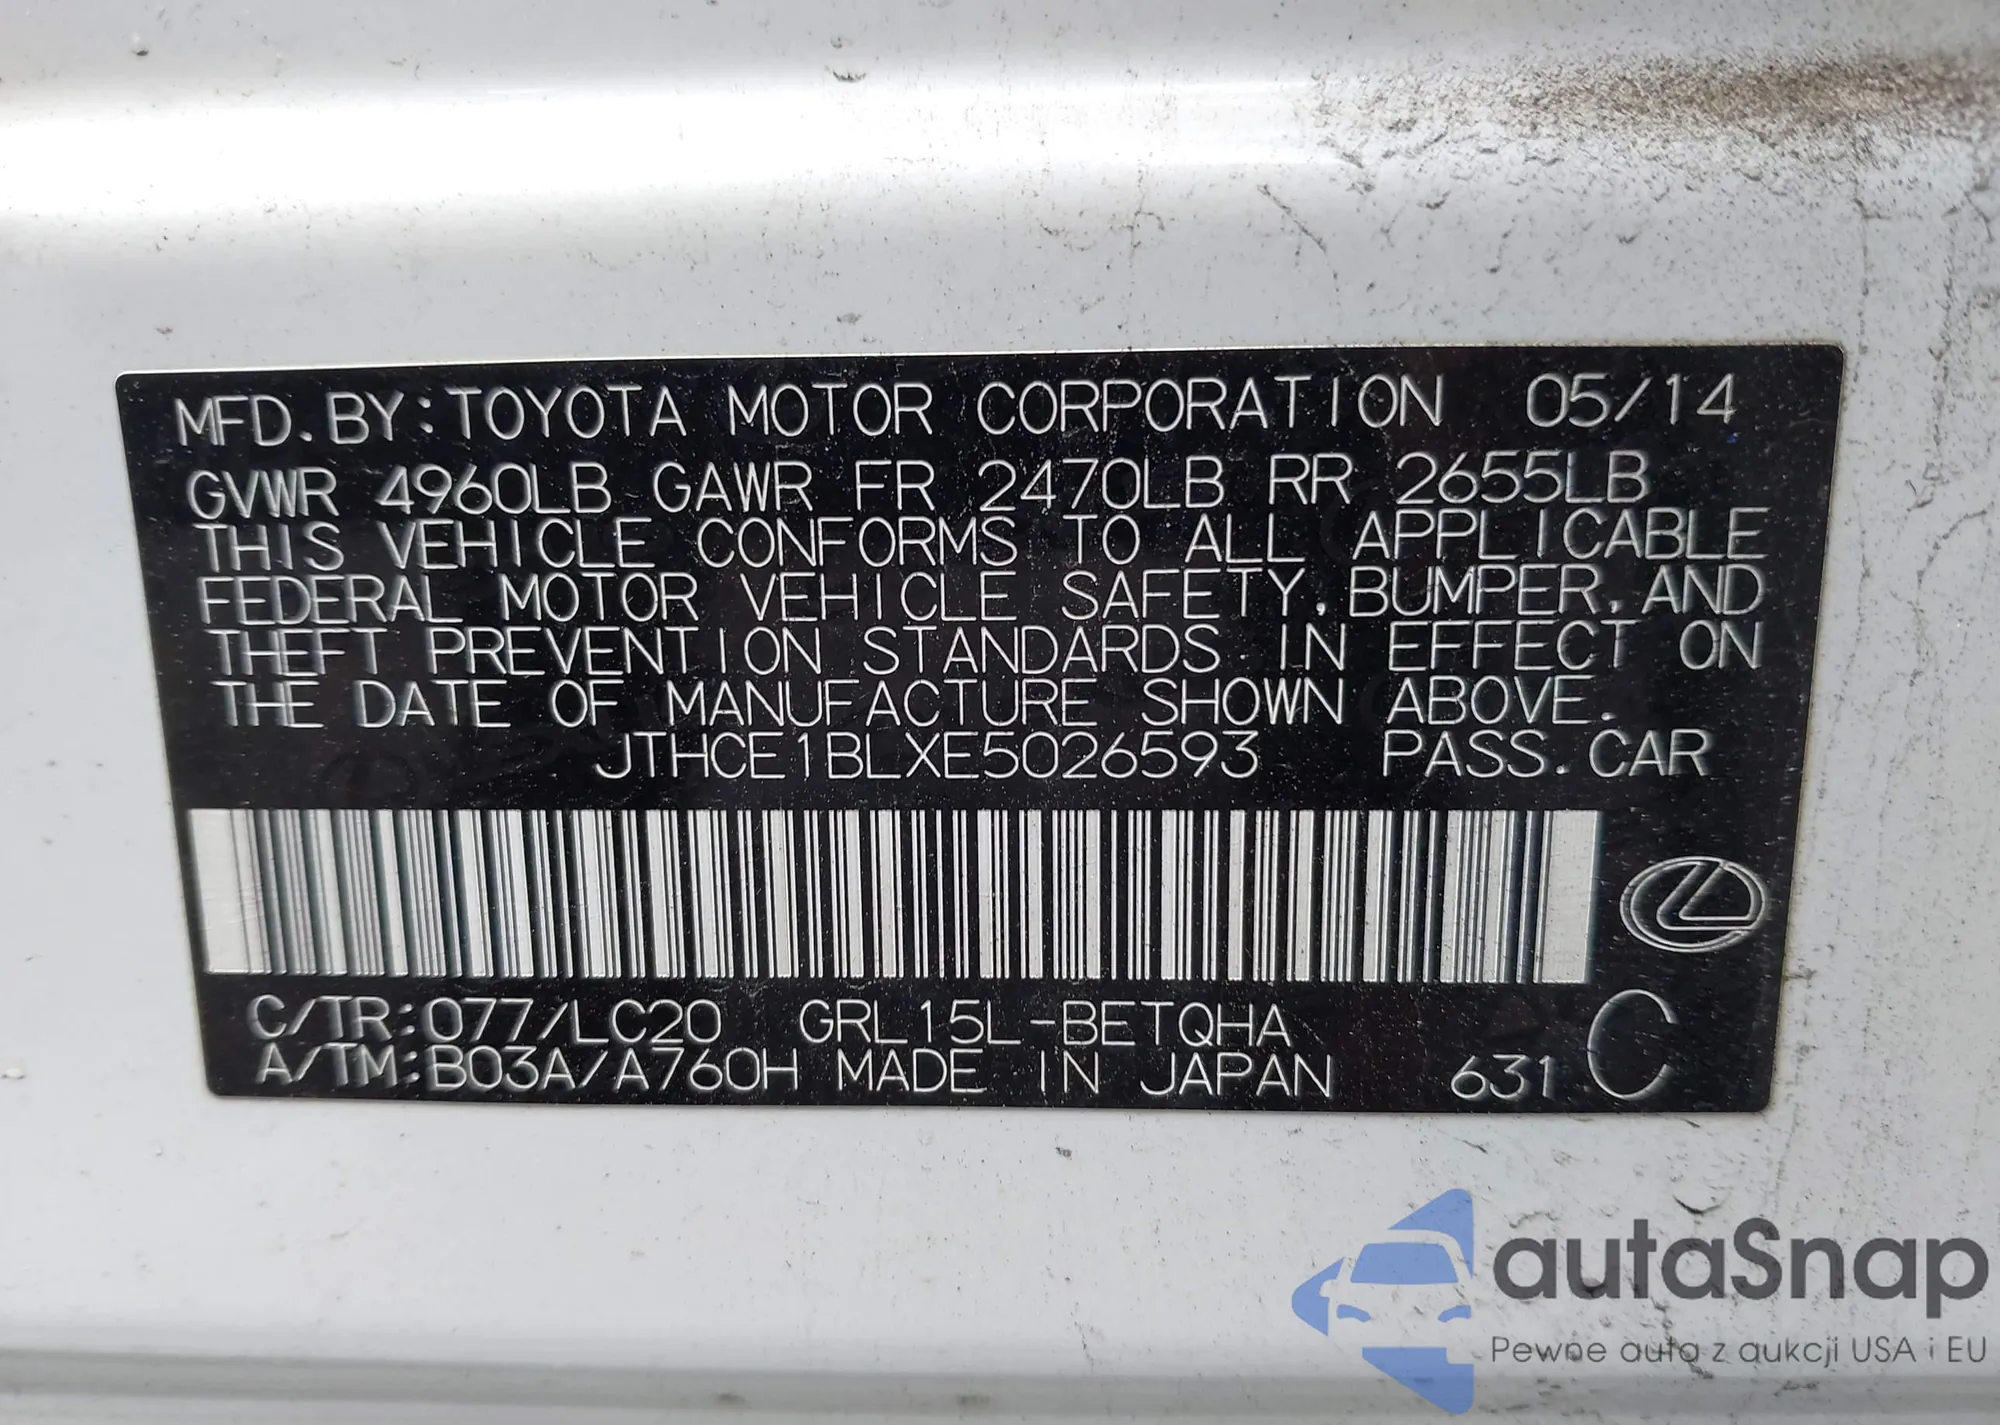 MFD. BY: TOYOTA MOTOR CORPORATION 05/14
GVWR 4960LB GAWR FR 2470LB RR 2655LB
THIS VEHICLE CONFORMS TO ALL APPLICABLE
FEDERAL MOTOR VEHICLE SAFETY, BUMPER, AND
THEFT PREVENTION STANDARDS IN EFFECT ON
THE DATE OF MANUFACTURE SHOWN ABOVE.
JTHCE1BLXE5026593 PASS. CAR
C/TR: 077/LC20 GRL15L-BETQHA
A/TM: B03A/A760H MADE IN JAPAN 631 C
autaSnap
Pewne auta z aukcji USA i EU